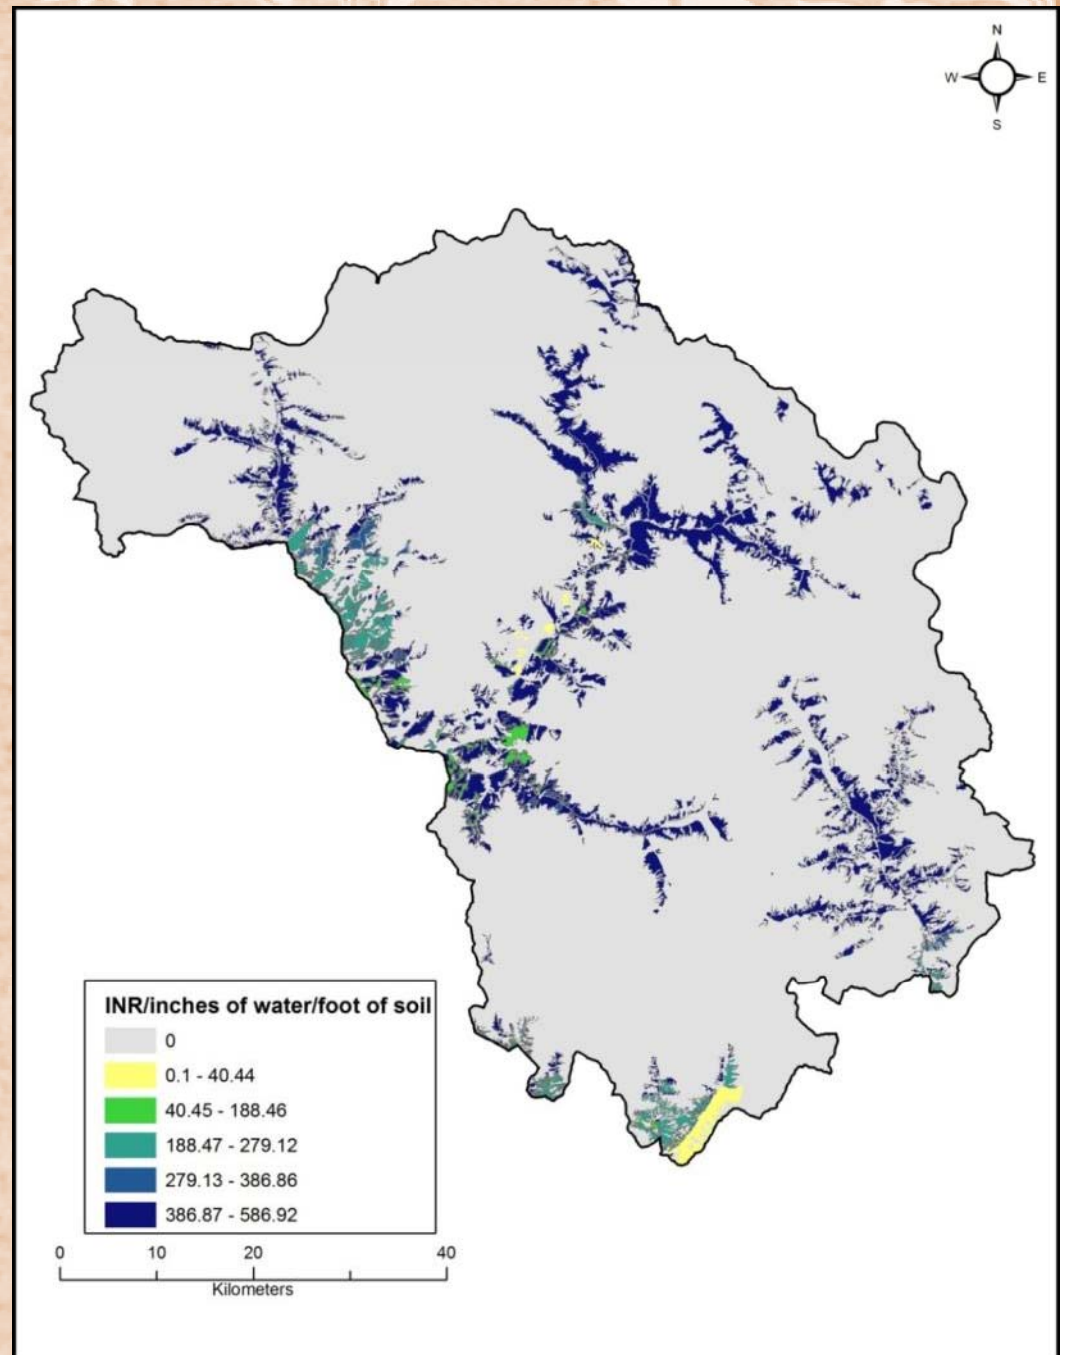 N
W E
S
INR/inches of water/foot of soil
0
0.1 - 40.44
40.45 - 188.46
188.47 - 279.12
279.13 - 386.86
386.87 - 586.92
0 10 20 40
Kilometers